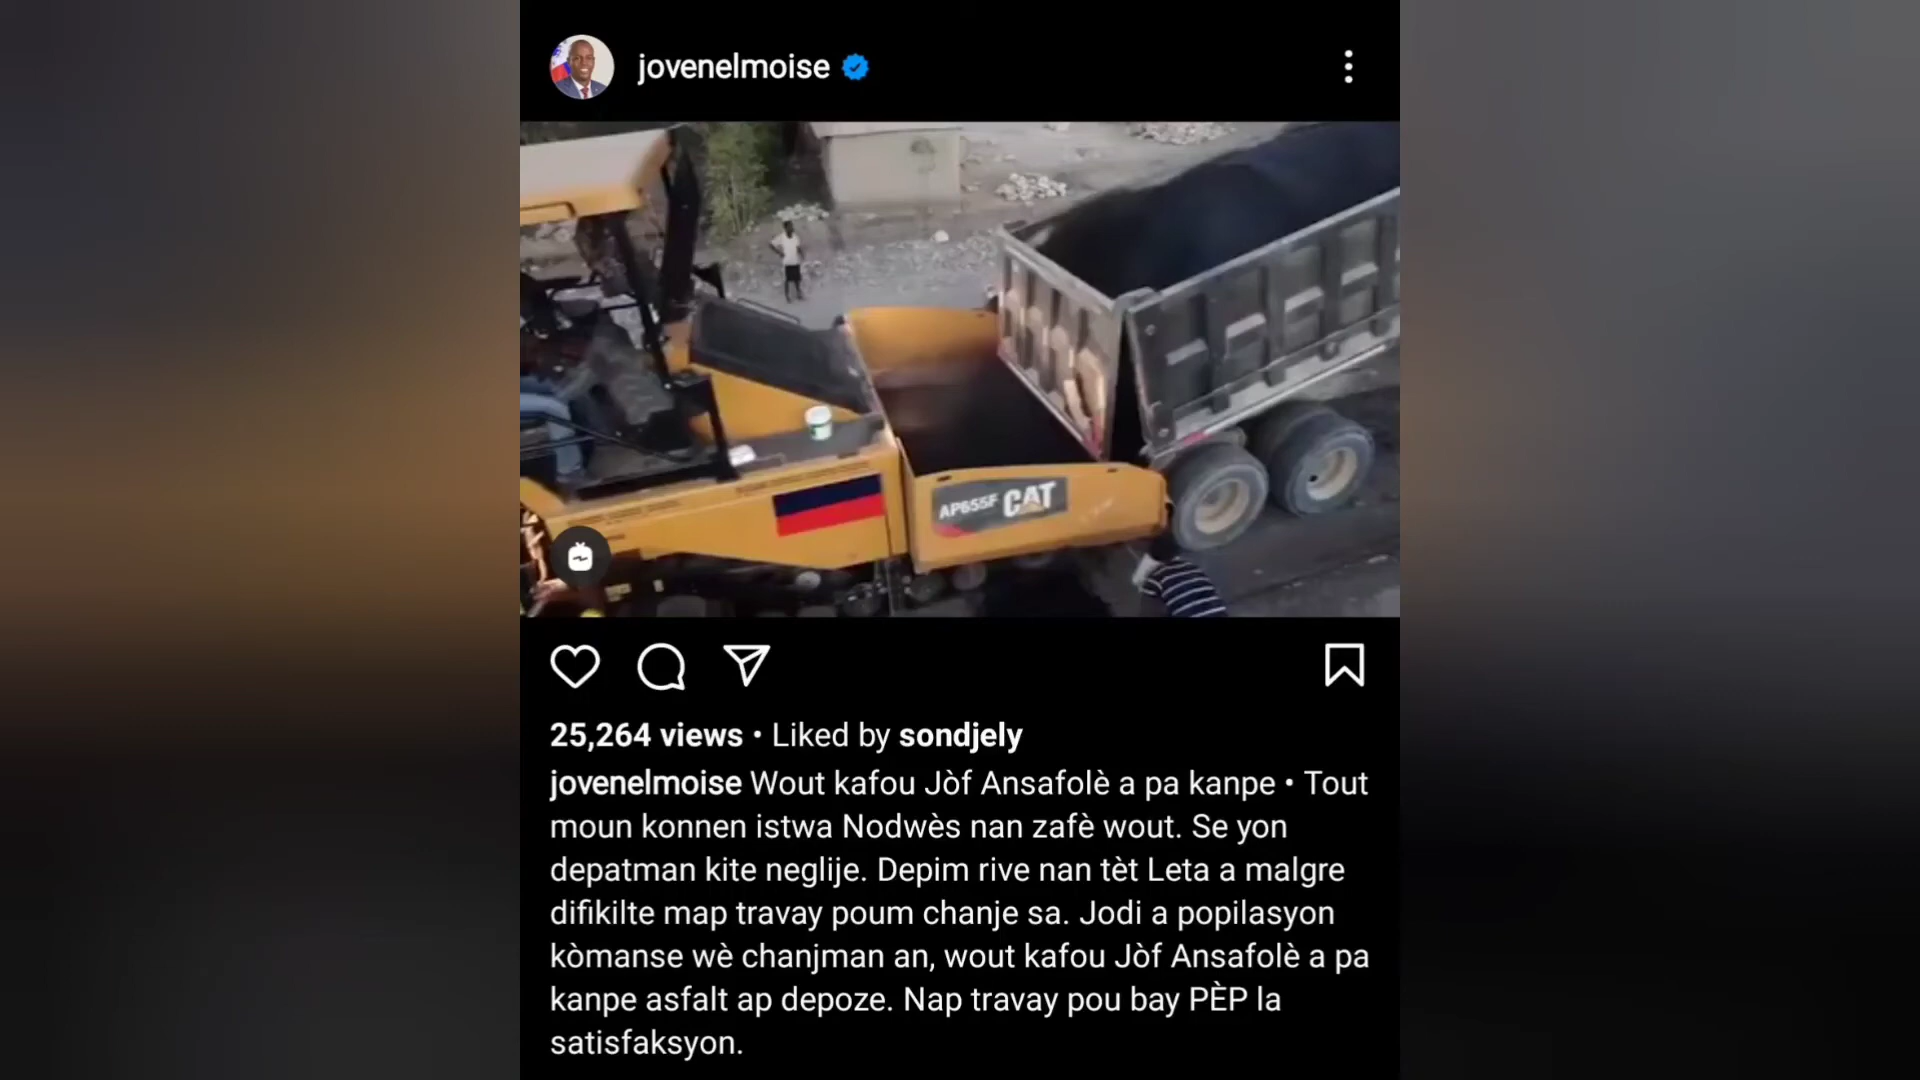 jovenelmoise
AP655F CAT
25,264 views • Liked by sondjely
jovenelmoise Wout kafou Jòf Ansafolè a pa kanpe • Tout
moun konnen istwa Nodwès nan zafè wout. Se yon
depatman kite neglije. Depim rive nan tèt Leta a malgre
difikilte map travay poum chanje sa. Jodi a popilasyon
kòmanse wè chanjman an, wout kafou Jòf Ansafolè a pa
kanpe asfalt ap depoze. Nap travay pou bay PÈP la
satisfaksyon.